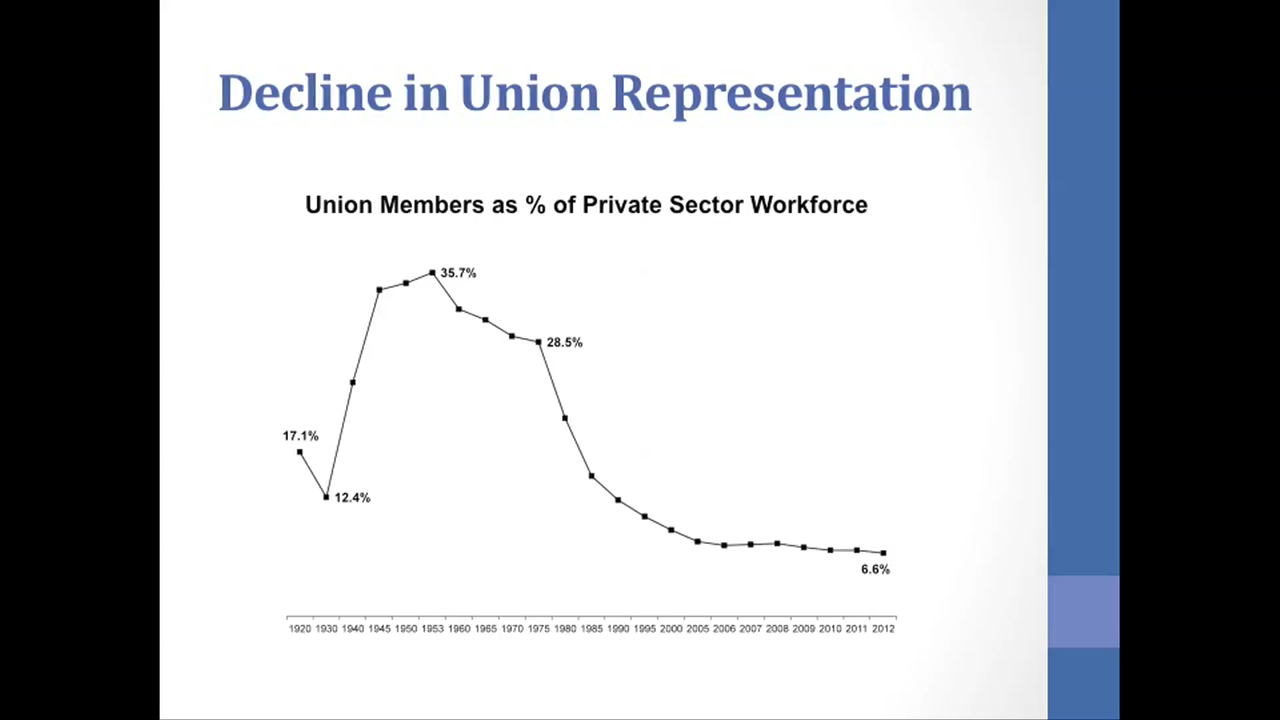 Decline in Union Representation
Union Members as % of Private Sector Workforce
35.7%
28.5%
17.1%
12.4%
6.6%
1920 1930 1940 1945 1950 1953 1960 1965 1970 1975 1980 1985 1990 1995 2000 2005 2006 2007 2008 2009 2010 2011 2012